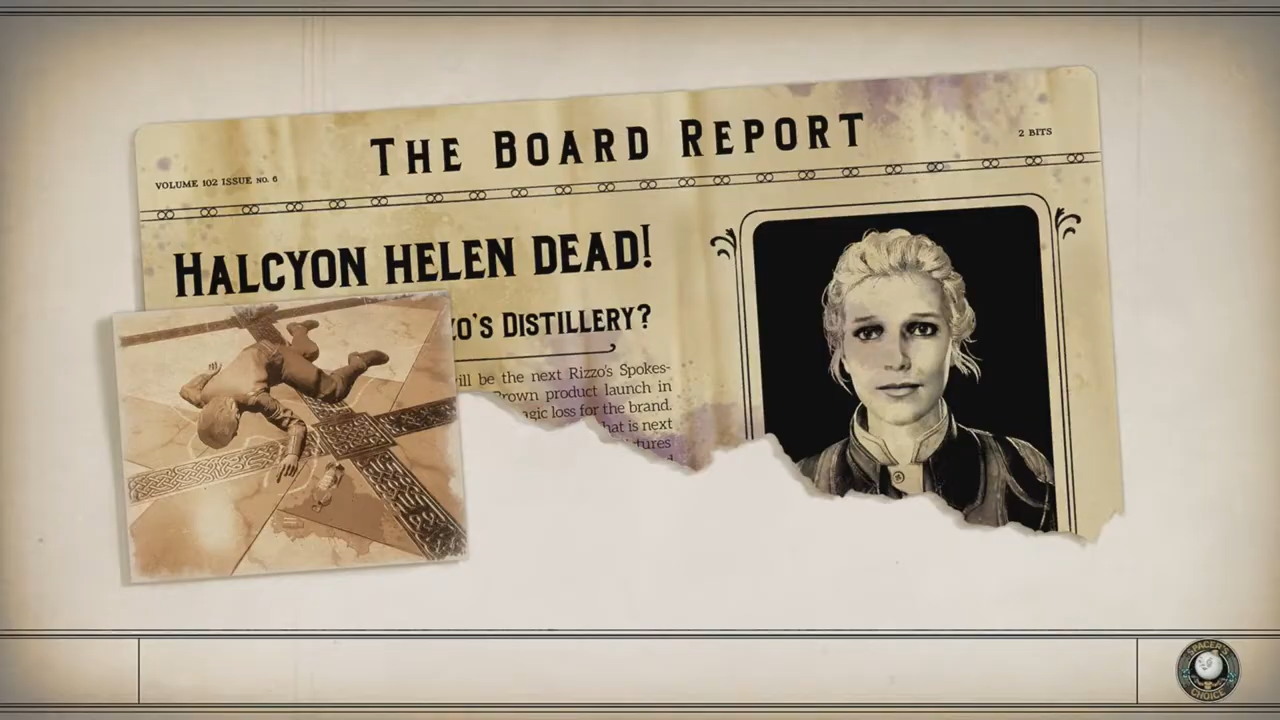 THE BOARD REPORT
2 BITS
VOLUME 102 ISSUE NO. 6
HALCYON HELEN DEAD!
ZO'S DISTILLERY?
will be the next Rizzo's Spokes-
Brown product launch in
loss for the brand.
hat is next
tures
SPACER'S
CHOICE